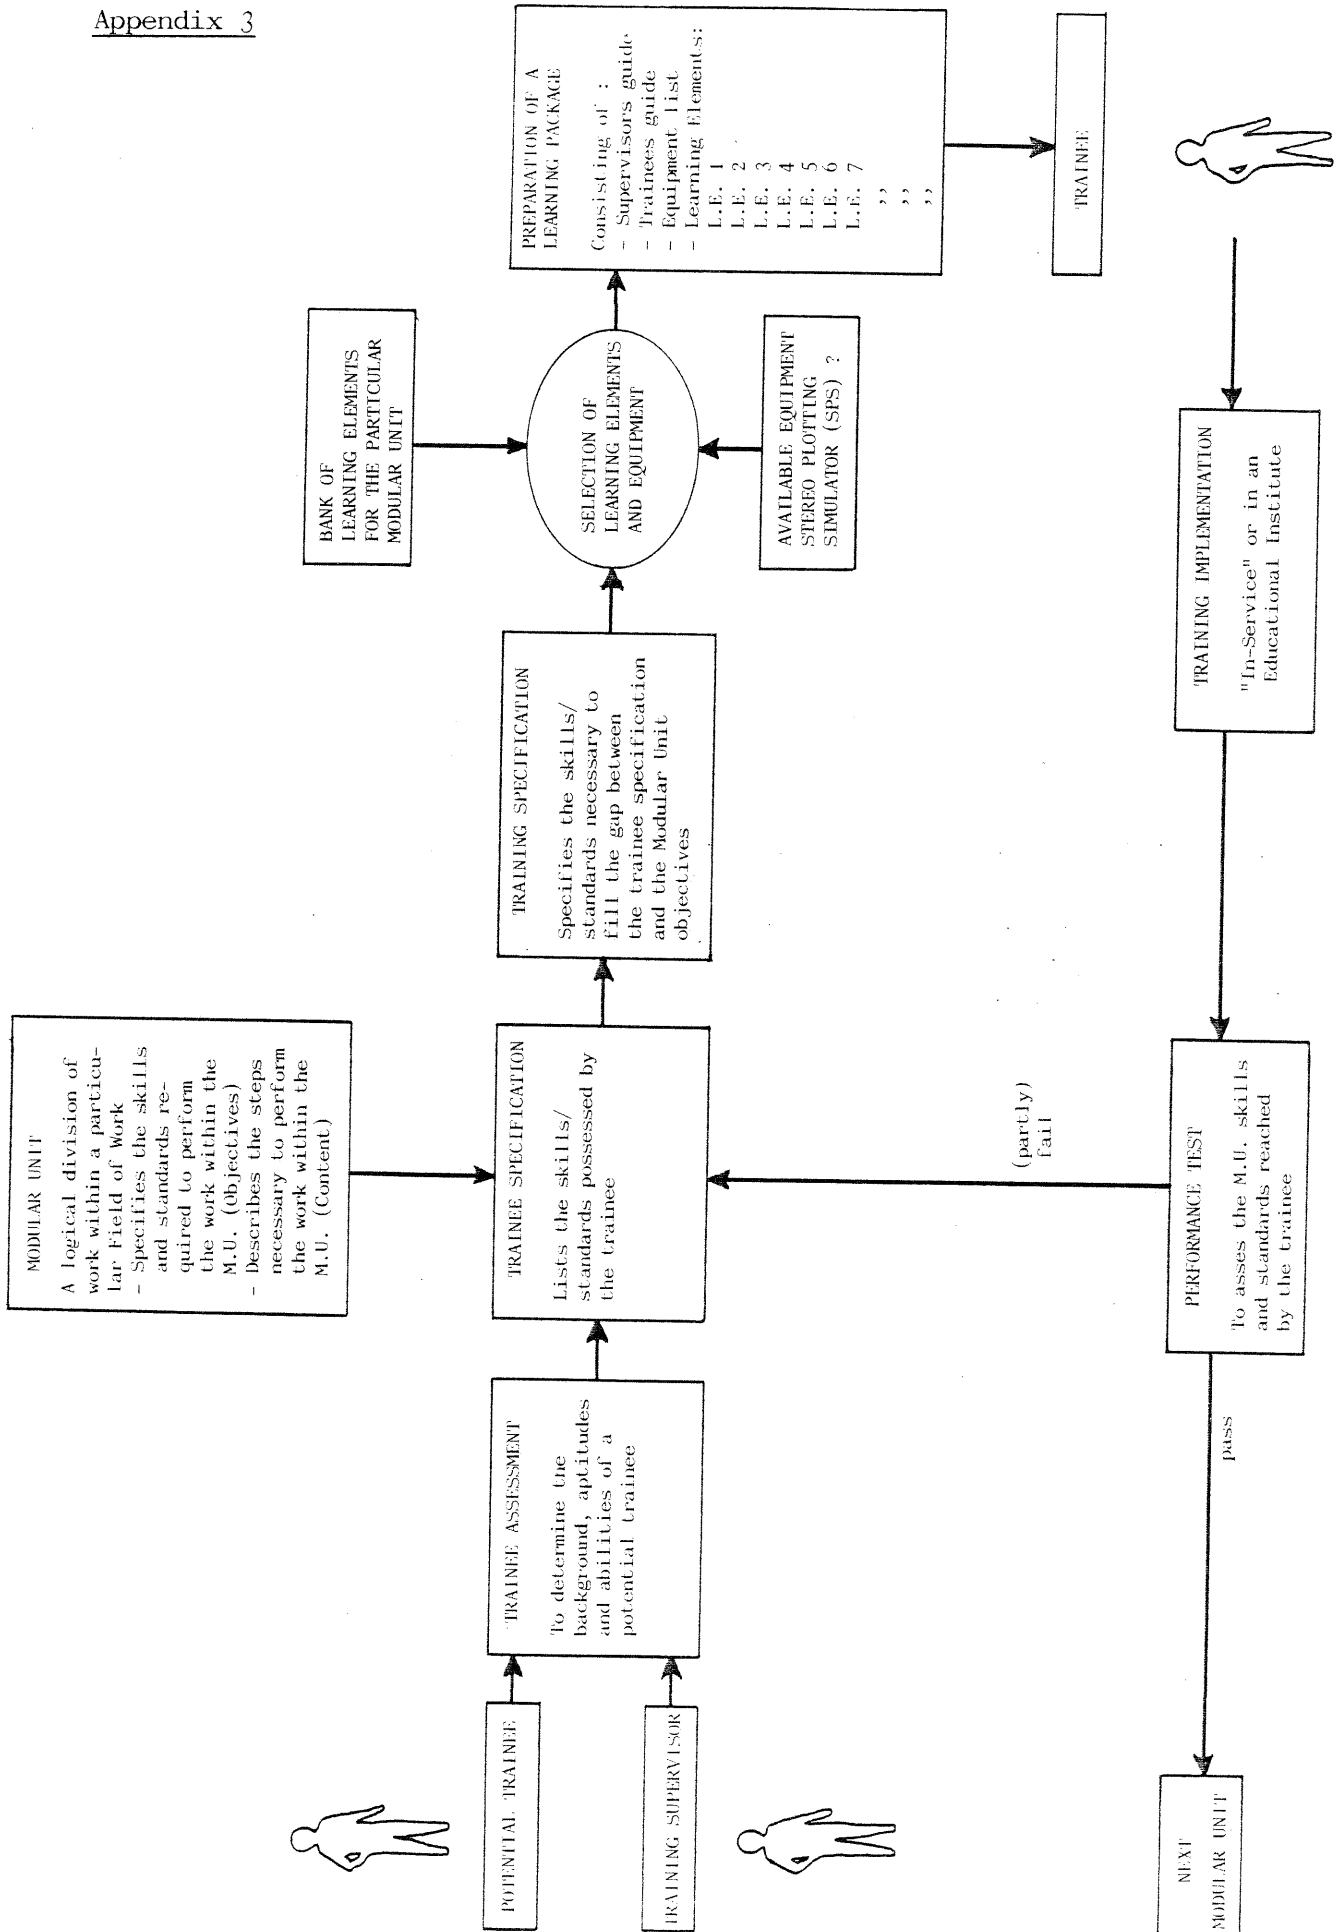 Appendix 3
MODULAR UNIT
A logical division of
work within a particu-
lar Field of Work
- Specifies the skills
and standards re-
quired to perform
the work within the
M.U. (Objectives)
- Describes the steps
necessary to perform
the work within the
M.U. (Content)
POTENTIAL TRAINEE
TRAINING SUPERVISOR
TRAINEE ASSESSMENT
To determine the
background, aptitudes
and abilities of a
potential trainee
TRAINEE SPECIFICATION
Lists the skills/
standards possessed by
the trainee
TRAINING SPECIFICATION
Specifies the skills/
standards necessary to
fill the gap between
the trainee specification
and the Modular Unit
objectives
BANK OF
LEARNING ELEMENTS
FOR THE PARTICULAR
MODULAR UNIT
SELECTION OF
LEARNING ELEMENTS
AND EQUIPMENT
AVAILABLE EQUIPMENT
STEREO PLOTTING
SIMULATOR (SPS) ?
PREPARATION OF A
LEARNING PACKAGE
Consisting of :
- Supervisors guide
- Trainees guide
- Equipment list
- Learning Elements:
L.E. 1
L.E. 2
L.E. 3
L.E. 4
L.E. 5
L.E. 6
L.E. 7
,,
,,
,,
TRAINEE
TRAINING IMPLEMENTATION
"In-Service" or in an
Educational Institute
PERFORMANCE TEST
To asses the M.U. skills
and standards reached
by the trainee
(partly)
fail
pass
NEXT
MODULAR UNIT